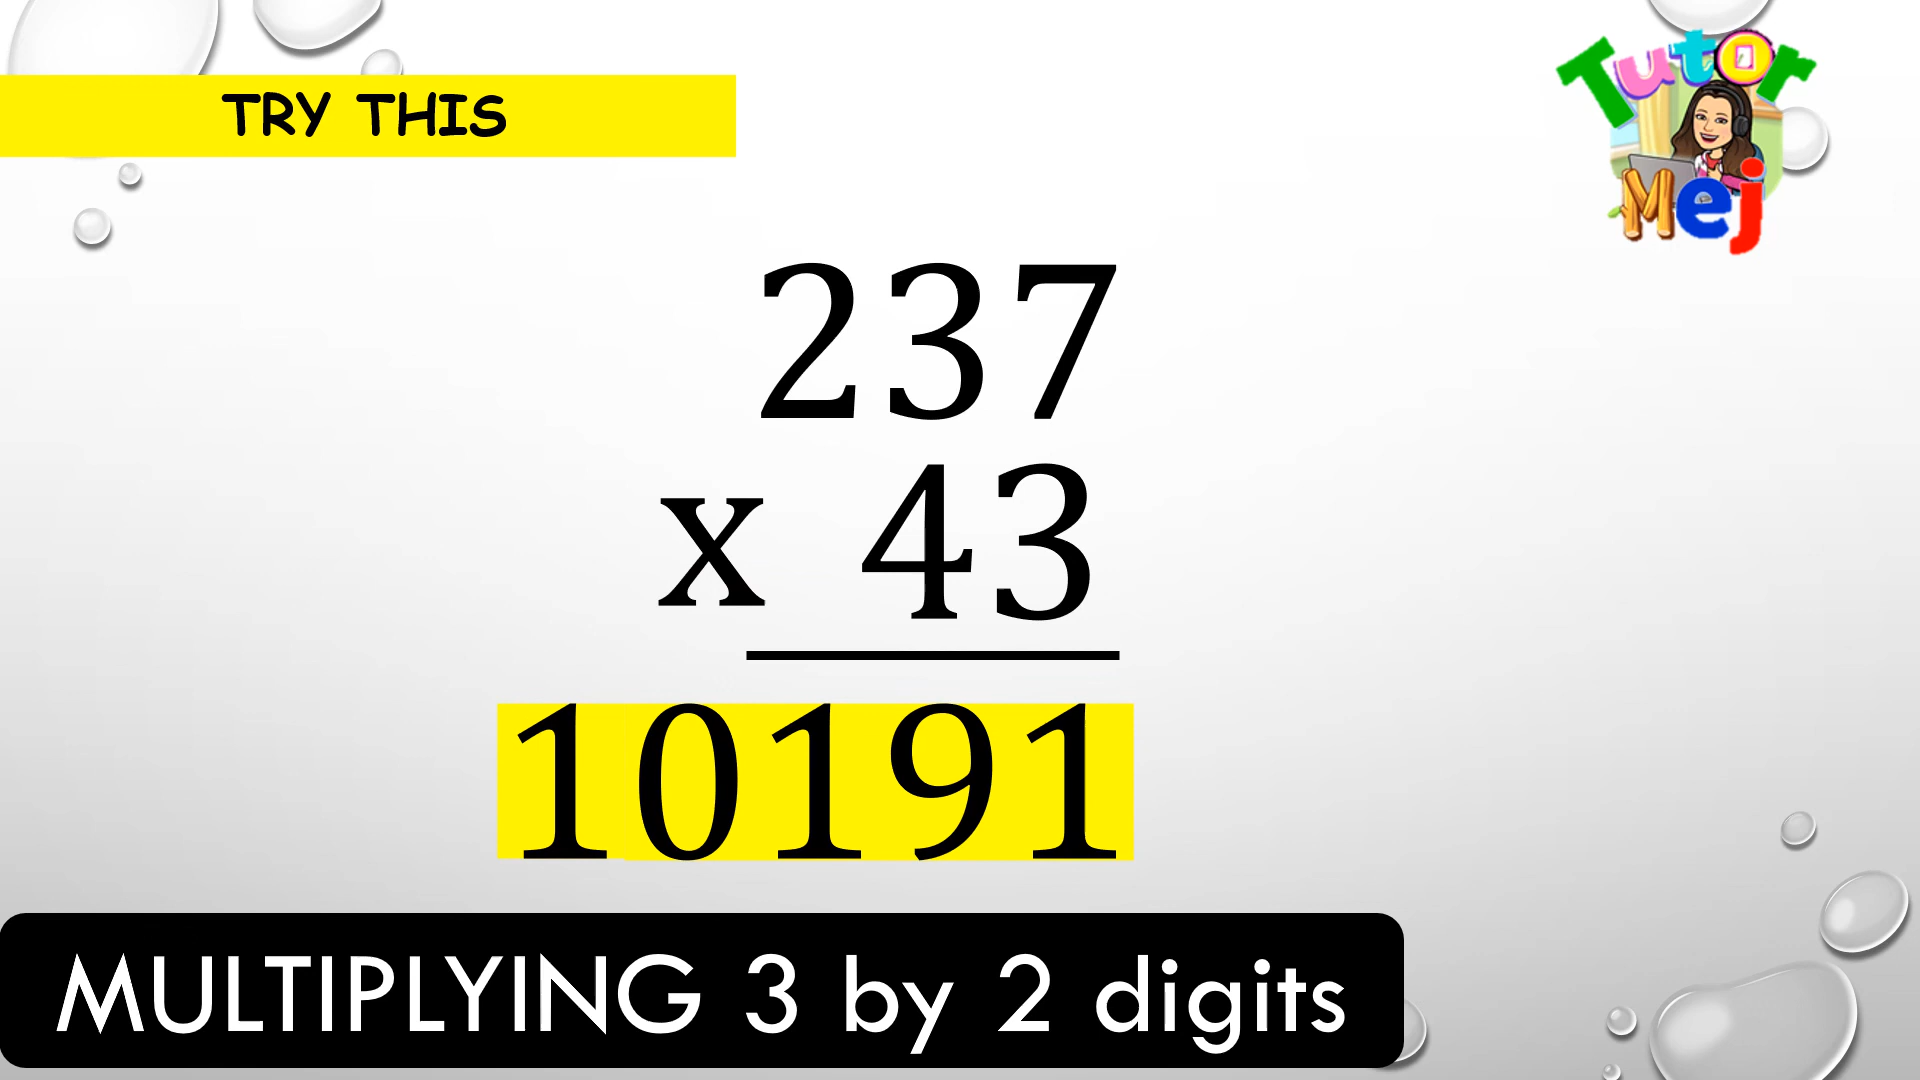 Tutor
Mej
TRY THIS
237
x 43
10191
MULTIPLYING 3 by 2 digits